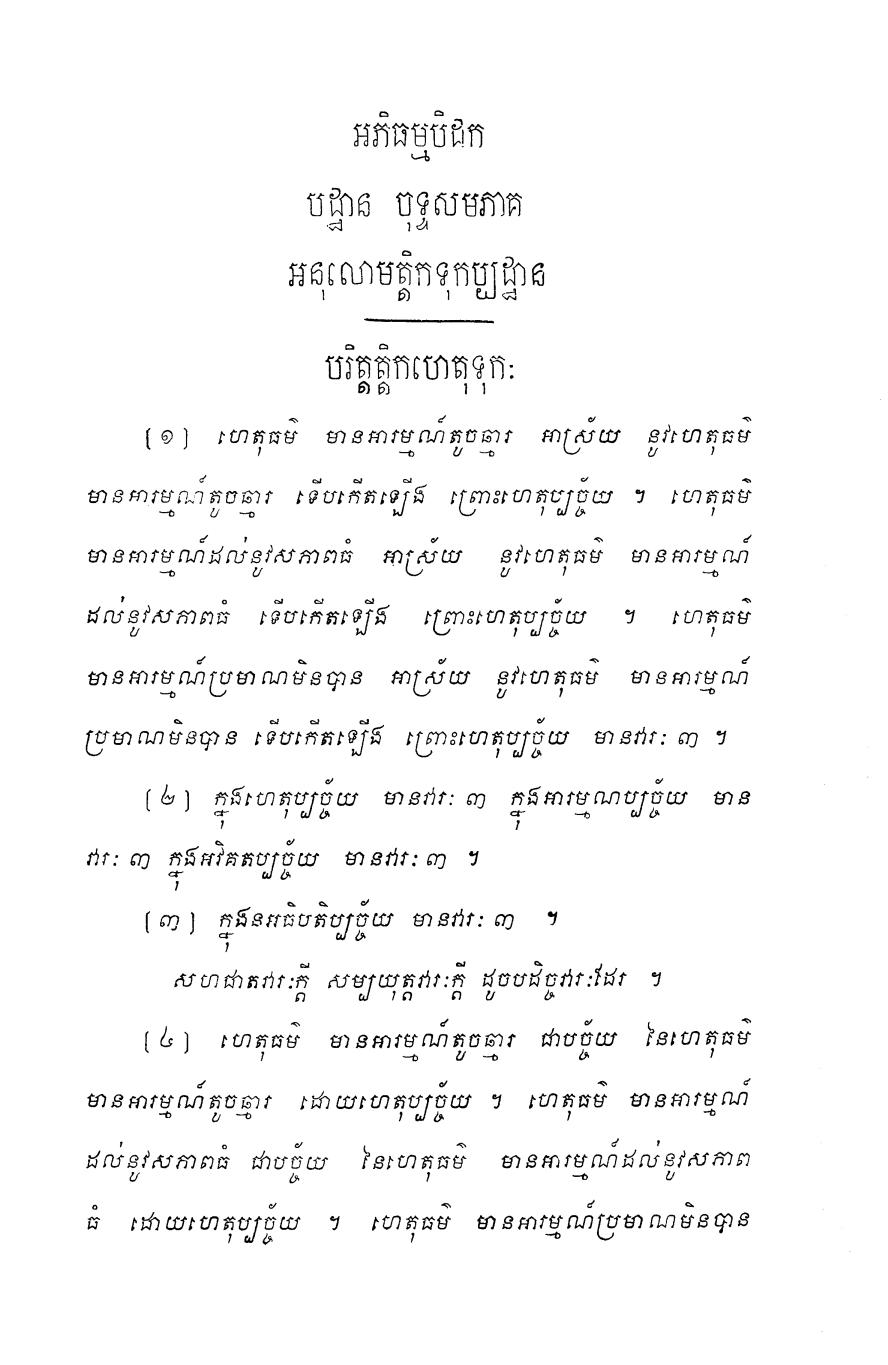 អភិធម្មបិដក
បដ្ឋាន បុទ្ទសមភាគ
អនុលោមត្តិកទុកប្បដ្ឋាន
បរិត្តត្តិកហេតុទុកៈ
(១) ហេតុធម៌ មានអារម្មណ៍តូចឆ្មារ អាស្រ័យ នូវហេតុធម៌
មានអារម្មណ៍តូចឆ្មារ ទើបកើតឡើង ព្រោះហេតុប្បច្ច័យ ។ ហេតុធម៌
មានអារម្មណ៍ដល់នូវសភាពធំ អាស្រ័យ នូវហេតុធម៌ មានអារម្មណ៍
ដល់នូវសភាពធំ ទើបកើតឡើង ព្រោះហេតុប្បច្ច័យ ។ ហេតុធម៌
មានអារម្មណ៍ប្រមាណមិនបាន អាស្រ័យ នូវហេតុធម៌ មានអារម្មណ៍
ប្រមាណមិនបាន ទើបកើតឡើង ព្រោះហេតុប្បច្ច័យ មានវារៈ ៣ ។
(២) ក្នុងហេតុប្បច្ច័យ មានវារៈ ៣ ក្នុងអារម្មណប្បច្ច័យ មាន
វារៈ ៣ ក្នុងអវិគតប្បច្ច័យ មានវារៈ ៣ ។
(៣) ក្នុងនអធិបតិប្បច្ច័យ មានវារៈ ៣ ។
សហជាតវារៈក្តី សម្បយុត្តវារៈក្តី ដូចបដិច្ចវារៈដែរ ។
(៤) ហេតុធម៌ មានអារម្មណ៍តូចឆ្មារ ជាបច្ច័យ នៃហេតុធម៌
មានអារម្មណ៍តូចឆ្មារ ដោយហេតុប្បច្ច័យ ។ ហេតុធម៌ មានអារម្មណ៍
ដល់នូវសភាពធំ ជាបច្ច័យ នៃហេតុធម៌ មានអារម្មណ៍ដល់នូវសភាព
ធំ ដោយហេតុប្បច្ច័យ ។ ហេតុធម៌ មានអារម្មណ៍ប្រមាណមិនបាន